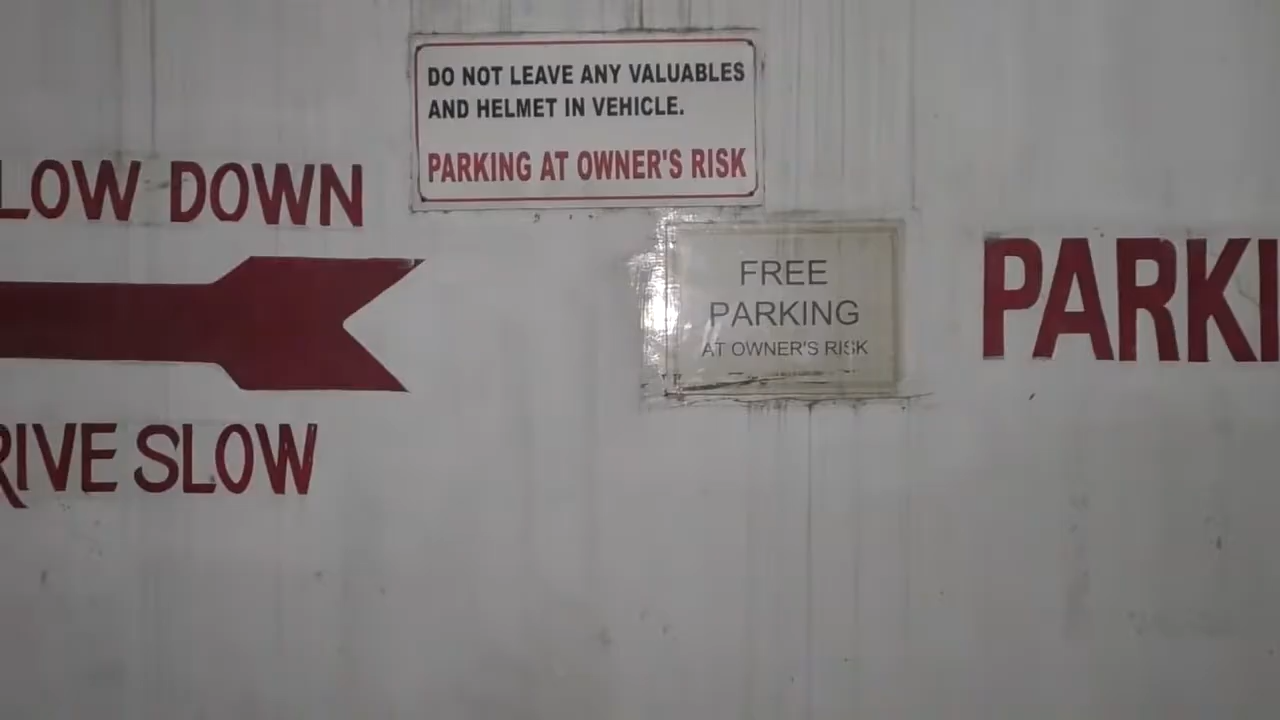 LOW DOWN
RIVE SLOW
DO NOT LEAVE ANY VALUABLES
AND HELMET IN VEHICLE.
PARKING AT OWNER'S RISK
FREE
PARKING
AT OWNER'S RISK
PARKI